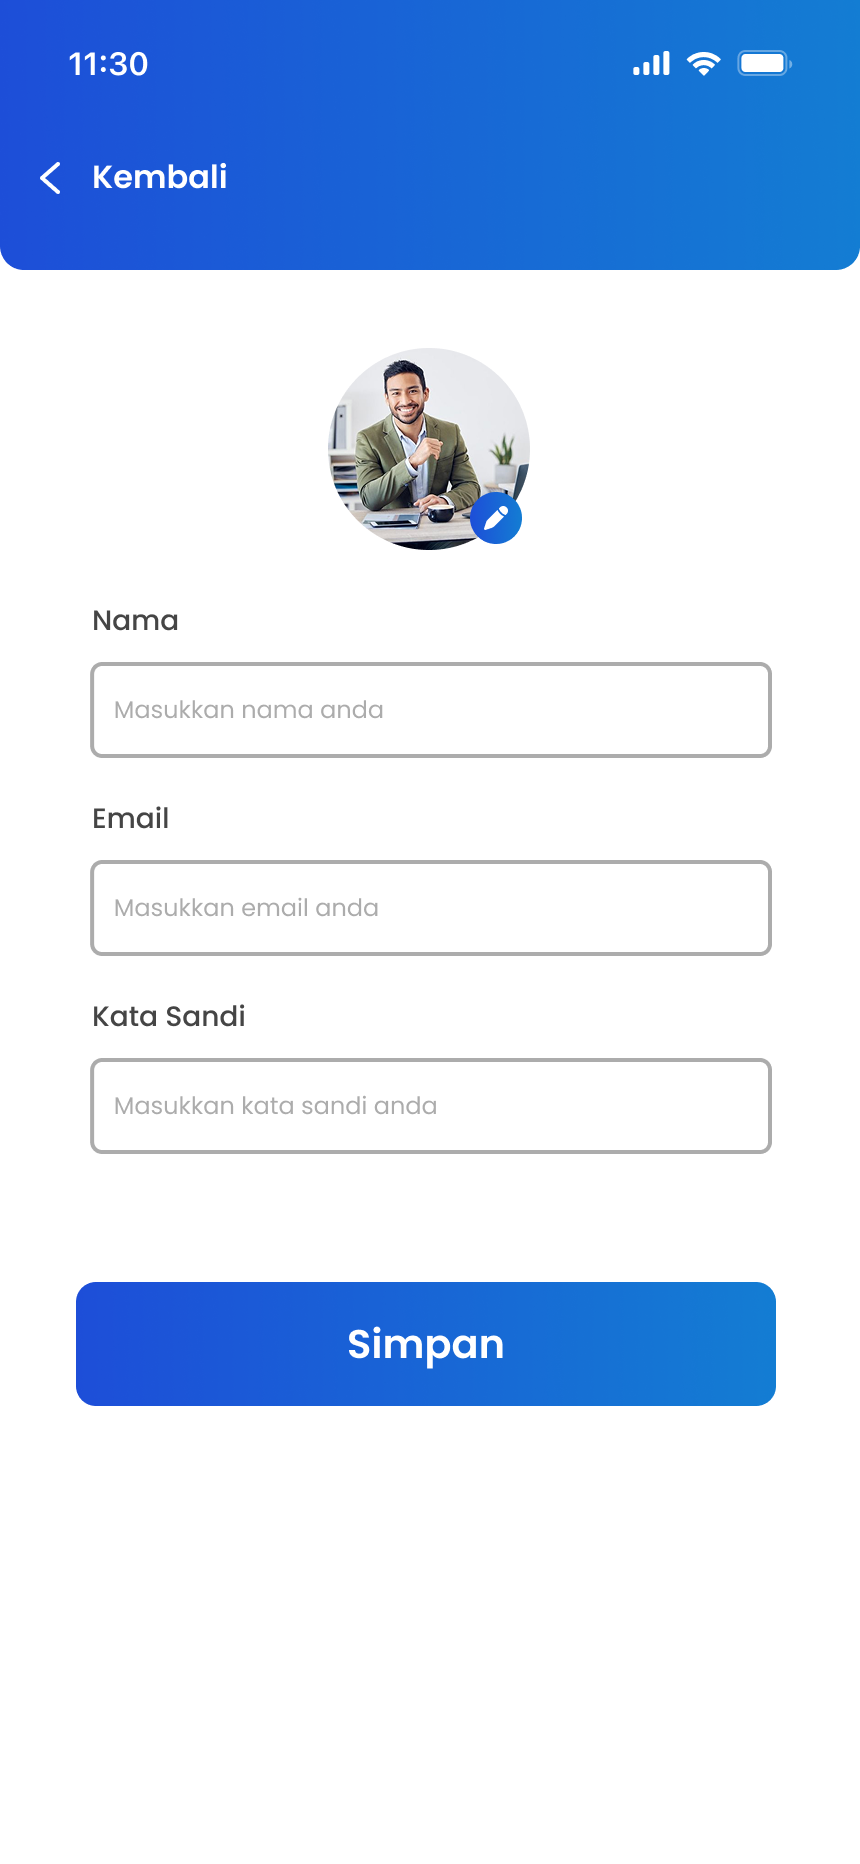 11:30
Kembali
Nama
Masukkan nama anda
Email
Masukkan email anda
Kata Sandi
Masukkan kata sandi anda
Simpan